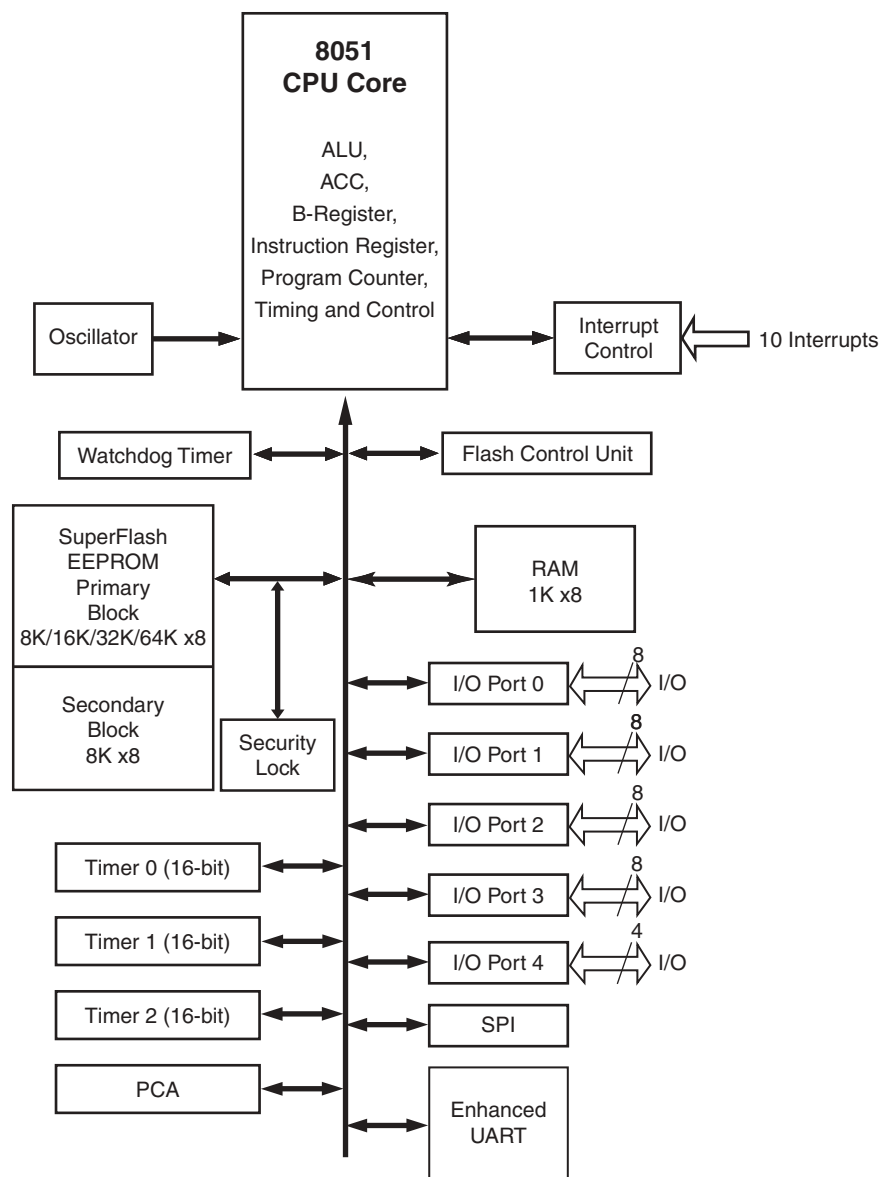 8051
CPU Core
ALU,
ACC,
B-Register,
Instruction Register,
Program Counter,
Timing and Control
Oscillator
Interrupt
Control
10 Interrupts
Watchdog Timer
Flash Control Unit
SuperFlash
EEPROM
Primary
Block
8K/16K/32K/64K x8
RAM
1K x8
Secondary
Block
8K x8
Security
Lock
8
I/O Port 0
I/O
8
I/O Port 1
I/O
8
I/O Port 2
I/O
8
I/O Port 3
I/O
4
I/O Port 4
I/O
Timer 0 (16-bit)
Timer 1 (16-bit)
Timer 2 (16-bit)
SPI
PCA
Enhanced
UART